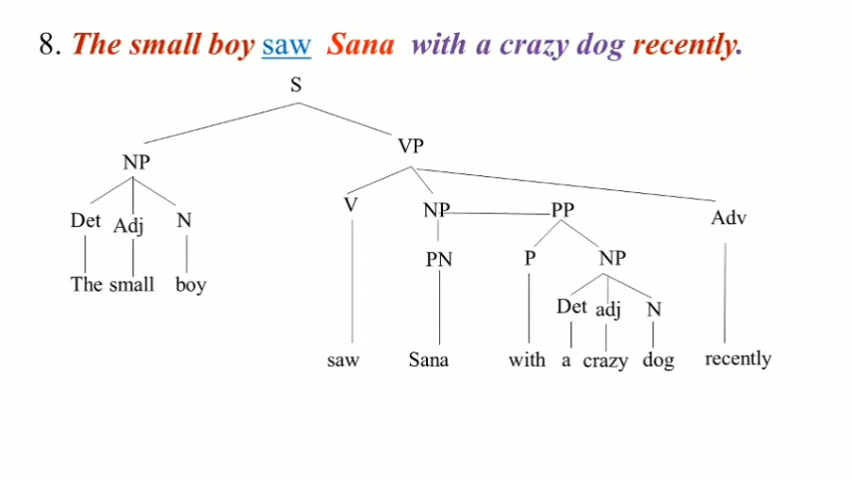 8. The small boy saw Sana with a crazy dog recently.
S
VP
NP
V NP PP Adv
Det Adj N
PN P NP
The small boy
Det adj N
saw Sana with a crazy dog recently